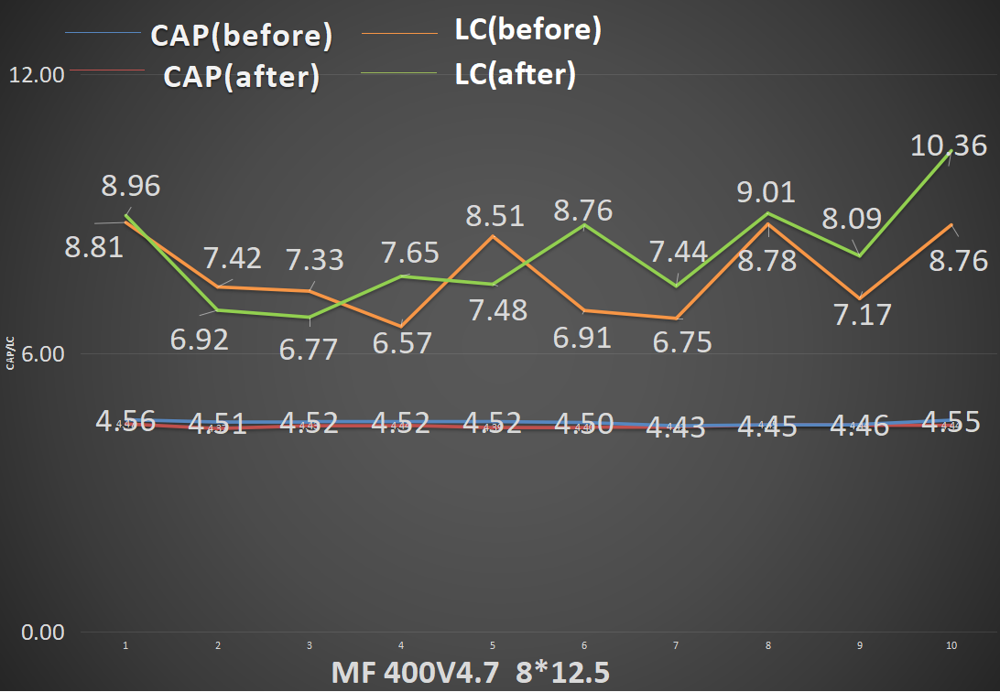 CAP(before) LC(before)
CAP(after) LC(after)
12.00
10.36
8.96
9.01
8.51 8.76
8.09
8.81
7.42 7.33 7.65 7.44 8.78 8.76
7.48 7.17
6.92 6.77 6.57 6.91 6.75
CAP/LC
6.00
4.56 4.51 4.52 4.52 4.52 4.50 4.43 4.45 4.46 4.55
0.00
1 2 3 4 5 6 7 8 9 10
MF 400V4.7 8*12.5